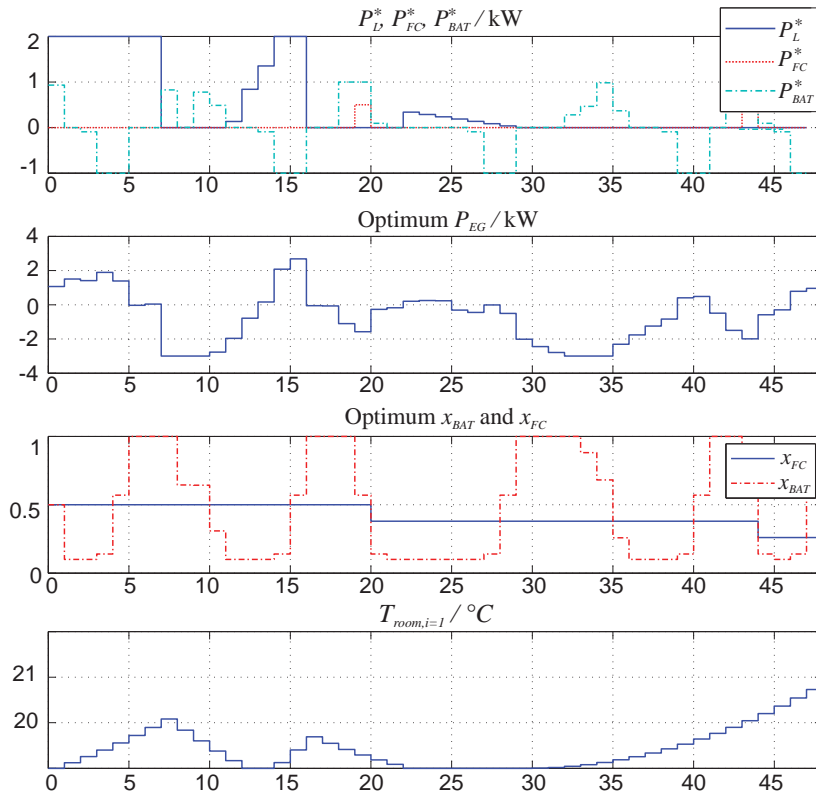 P*L, P*FC, P*BAT / kW
2
1
0
-1
P*L
P*FC
P*BAT
0 5 10 15 20 25 30 35 40 45
Optimum PEG / kW
4
2
0
-2
-4
0 5 10 15 20 25 30 35 40 45
Optimum xBAT and xFC
1
0.5
0
xFC
xBAT
0 5 10 15 20 25 30 35 40 45
Troom,i=1 / °C
21
20
0 5 10 15 20 25 30 35 40 45